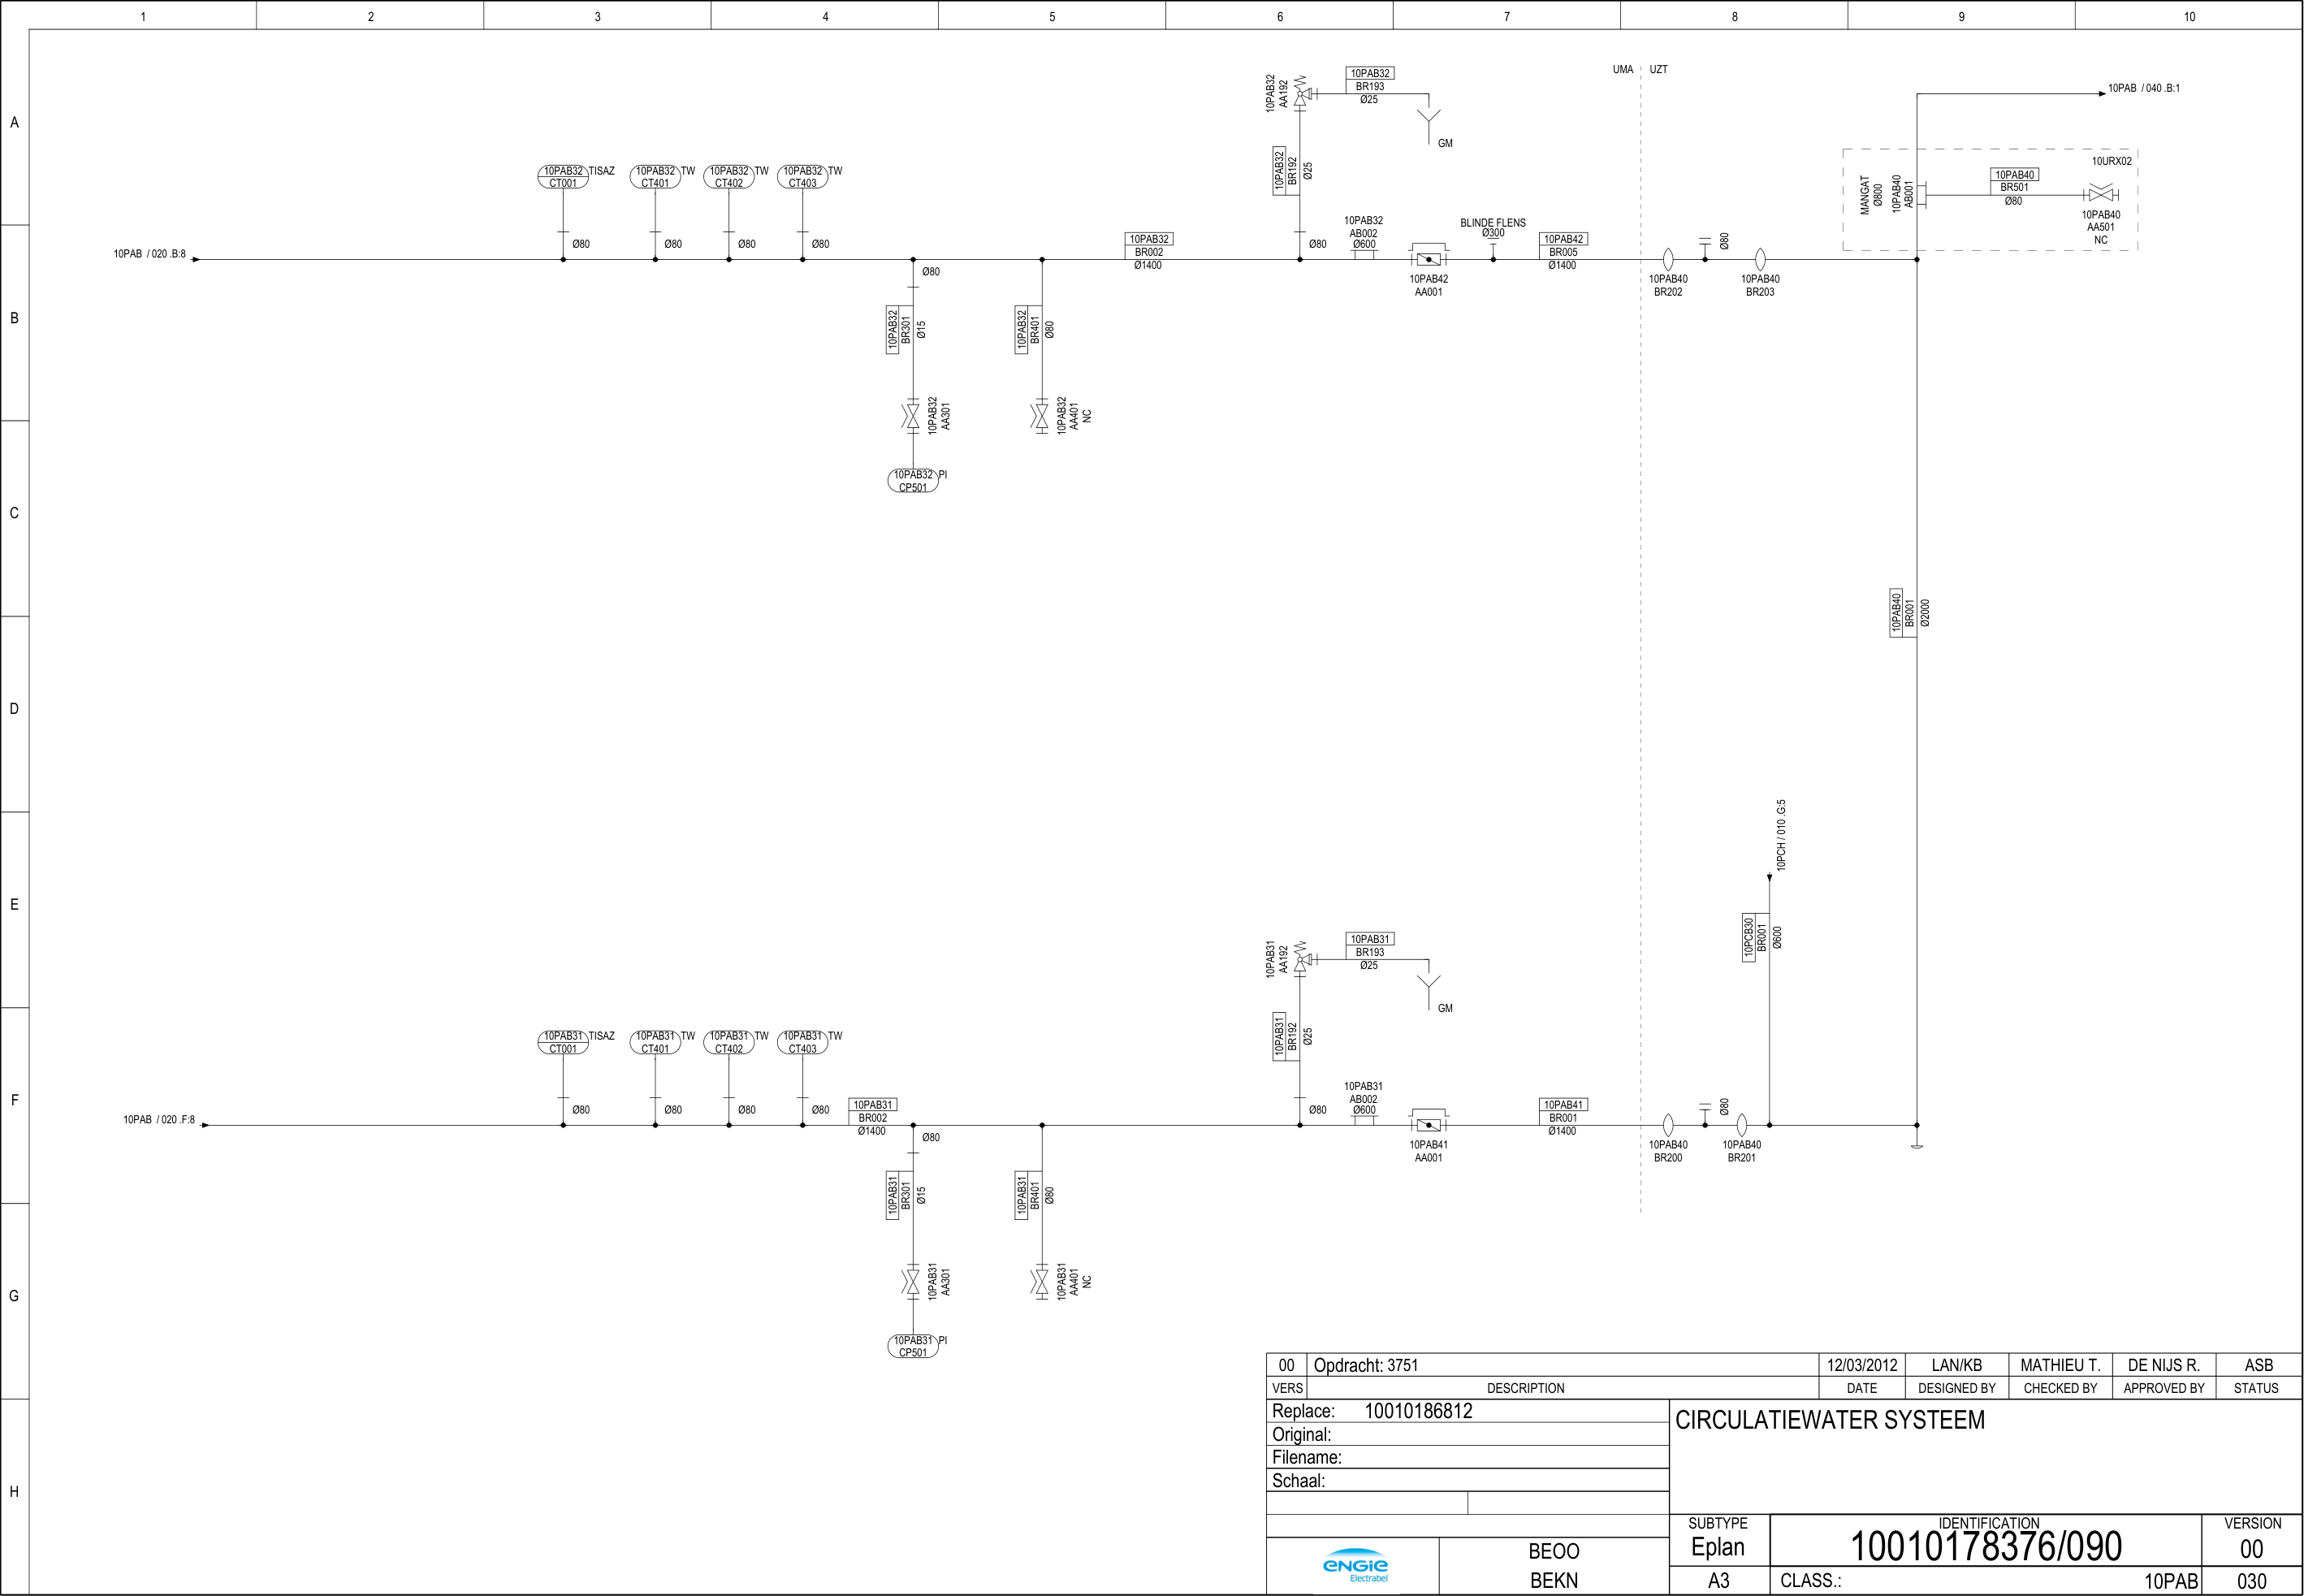 1 2 3 4 5 6 7 8 9 10
A
B
C
D
E
F
G
H
UMA UZT
10PAB / 040 .B:1
10PAB32
AA192
10PAB32
BR193
Ø25
GM
10PAB32
BR192
Ø25
10URX02
MANGAT
Ø800
10PAB40
AB001
10PAB40
BR501
Ø80
10PAB40
AA501
NC
10PAB32 TISAZ
CT001
10PAB32 TW
CT401
10PAB32 TW
CT402
10PAB32 TW
CT403
Ø80
Ø80
Ø80
Ø80
10PAB / 020 .B:8
10PAB32
BR002
Ø1400
Ø80
10PAB32
AB002
Ø600
10PAB42
AA001
BLINDE FLENS
Ø300
10PAB42
BR005
Ø1400
10PAB40
BR202
Ø80
10PAB40
BR203
Ø80
10PAB32
BR301
Ø15
10PAB32
AA301
10PAB32 PI
CP501
10PAB32
BR401
Ø80
10PAB32
AA401
NC
10PAB40
BR001
Ø2000
10PCH / 010 .G:5
10PCB30
BR001
Ø600
10PAB31
AA192
10PAB31
BR193
Ø25
GM
10PAB31
BR192
Ø25
10PAB31 TISAZ
CT001
10PAB31 TW
CT401
10PAB31 TW
CT402
10PAB31 TW
CT403
Ø80
Ø80
Ø80
Ø80
10PAB / 020 .F:8
10PAB31
BR002
Ø1400
Ø80
10PAB31
AB002
Ø600
10PAB41
AA001
10PAB41
BR001
Ø1400
10PAB40
BR200
Ø80
10PAB40
BR201
Ø80
10PAB31
BR301
Ø15
10PAB31
AA301
10PAB31 PI
CP501
10PAB31
BR401
Ø80
10PAB31
AA401
NC
00 Opdracht: 3751 12/03/2012 LAN/KB MATHIEU T. DE NIJS R. ASB
VERS DESCRIPTION DATE DESIGNED BY CHECKED BY APPROVED BY STATUS
Replace: 10010186812
Original:
Filename:
Schaal:
CIRCULATIEWATER SYSTEEM
SUBTYPE IDENTIFICATION VERSION
Eplan 10010178376/090 00
A3 CLASS.: 10PAB 030
ENGIE
Electrabel
BEOO
BEKN